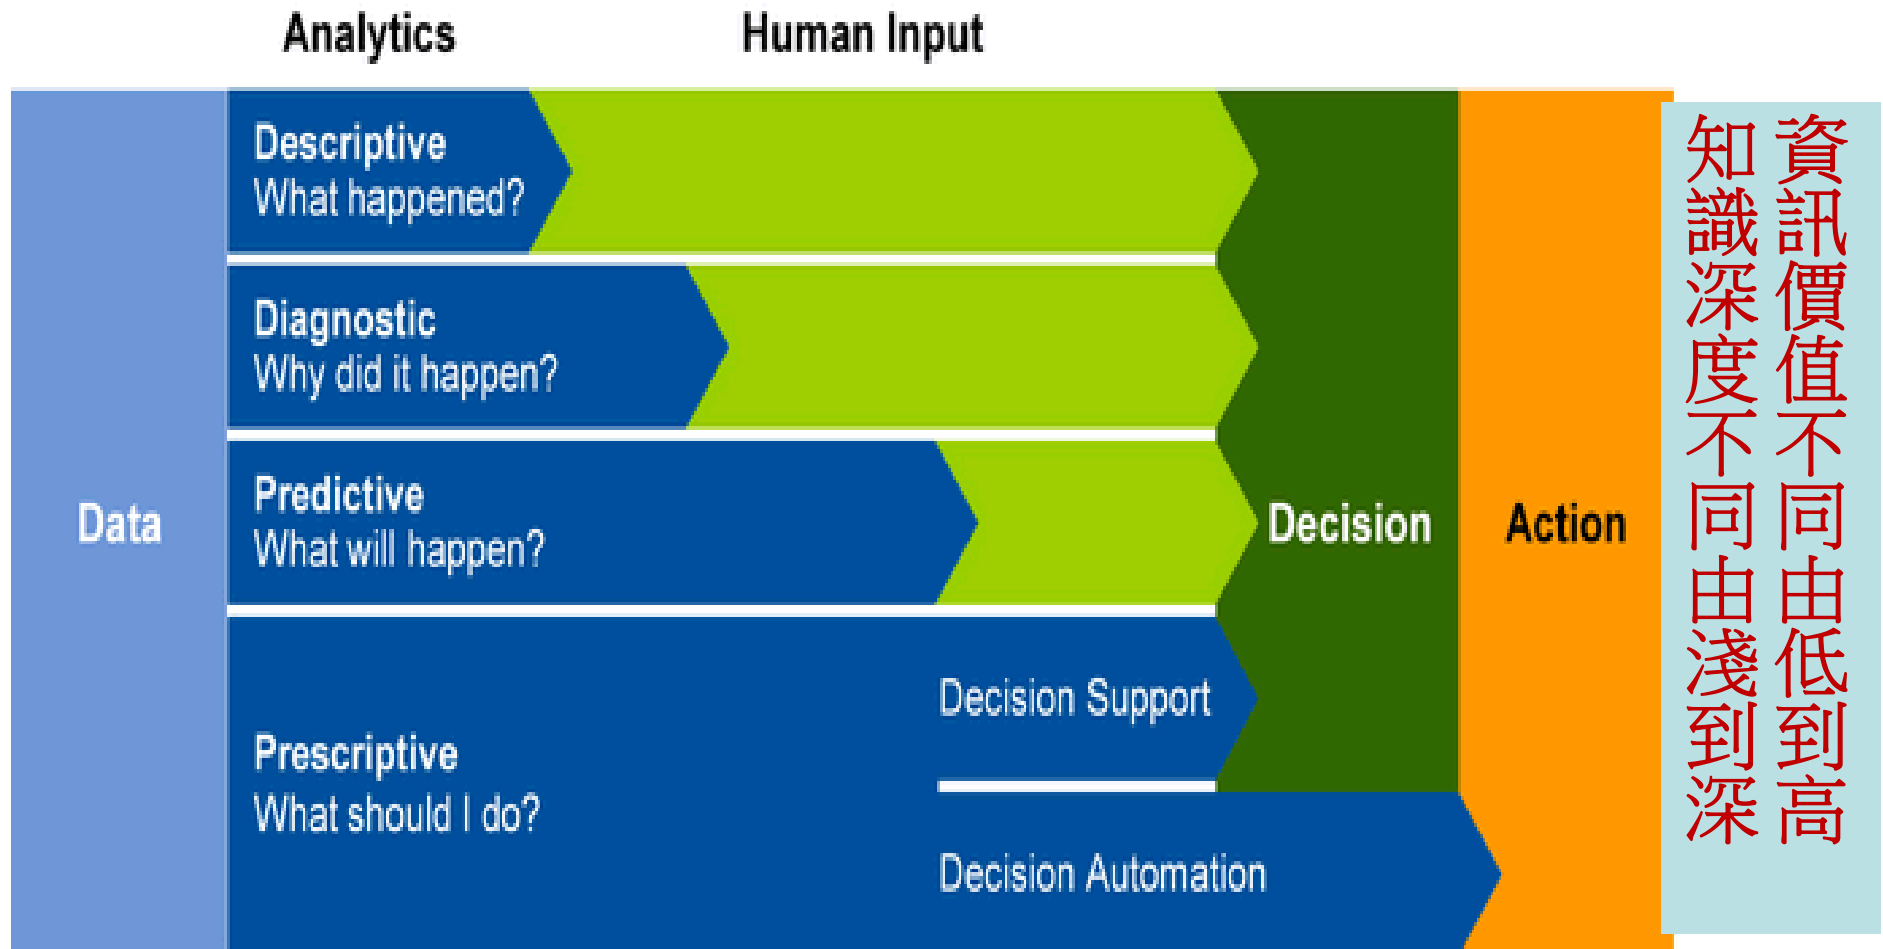 Analytics
Human Input
Data
Descriptive
What happened?
Diagnostic
Why did it happen?
Predictive
What will happen?
Prescriptive
What should I do?
Decision Support
Decision Automation
Decision
Action
資訊價值不同由低到高
知識深度不同由淺到深